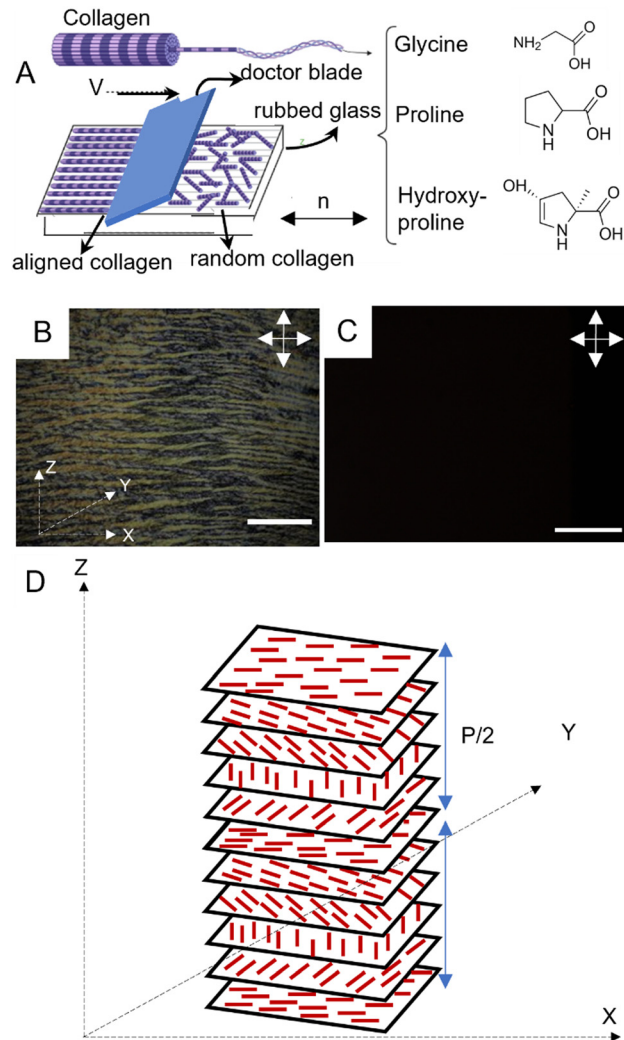 Collagen
A
V
doctor blade
rubbed glass
z
n
aligned collagen
random collagen
Glycine
NH2
O
OH
Proline
N
H
O
OH
Hydroxy-
proline
OH
N
H
O
OH
B
Z
Y
X
C
D
Z
P/2
Y
X